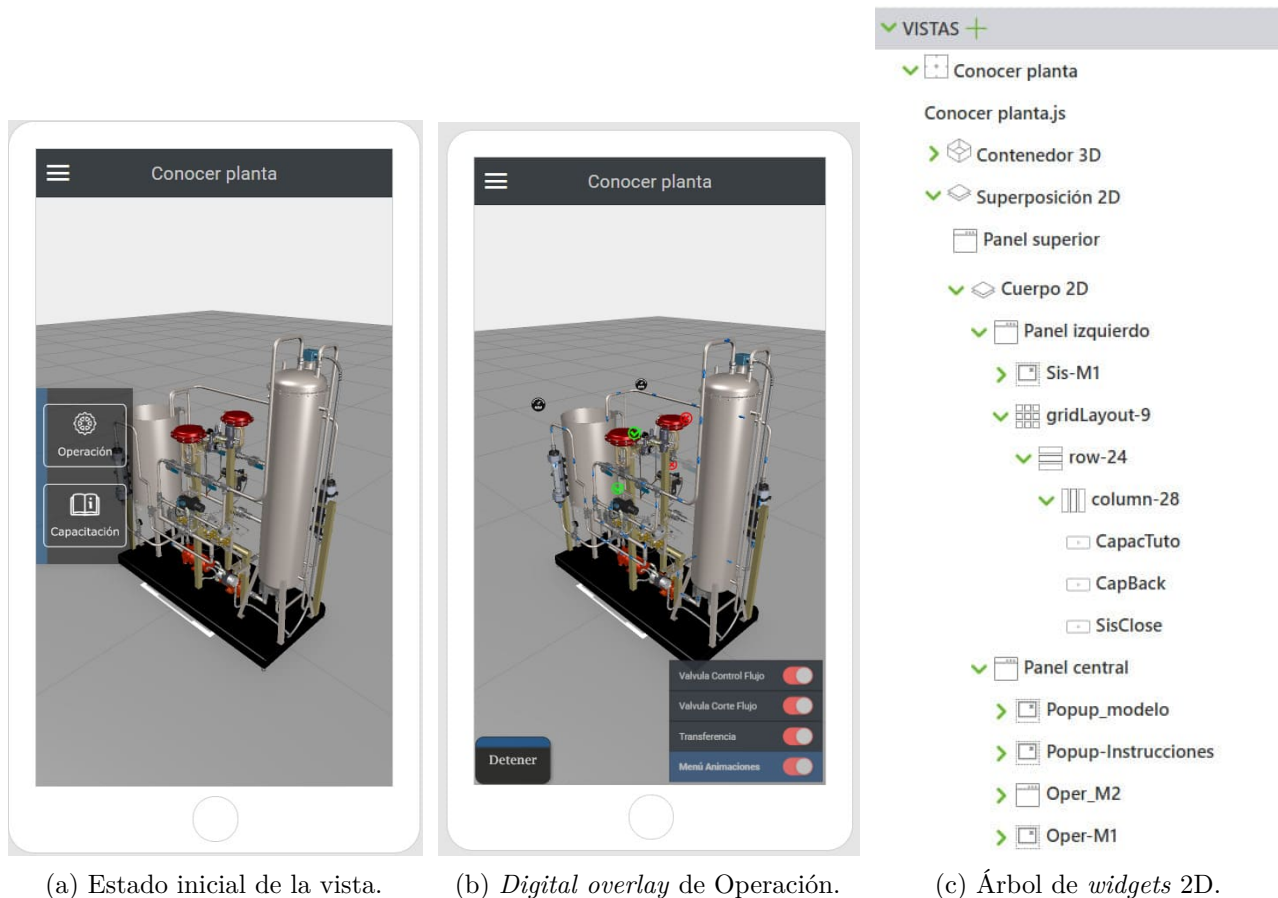 Conocer planta
Operación
Capacitación
(a) Estado inicial de la vista.
Conocer planta
Valvula Control Flujo
Valvula Corte Flujo
Transferencia
Menú Animaciones
Detener
(b) Digital overlay de Operación.
VISTAS
Conocer planta
Conocer planta.js
Contenedor 3D
Superposición 2D
Panel superior
Cuerpo 2D
Panel izquierdo
Sis-M1
gridLayout-9
row-24
column-28
CapacTuto
CapBack
SisClose
Panel central
Popup_modelo
Popup-Instrucciones
Oper_M2
Oper-M1
(c) Árbol de widgets 2D.